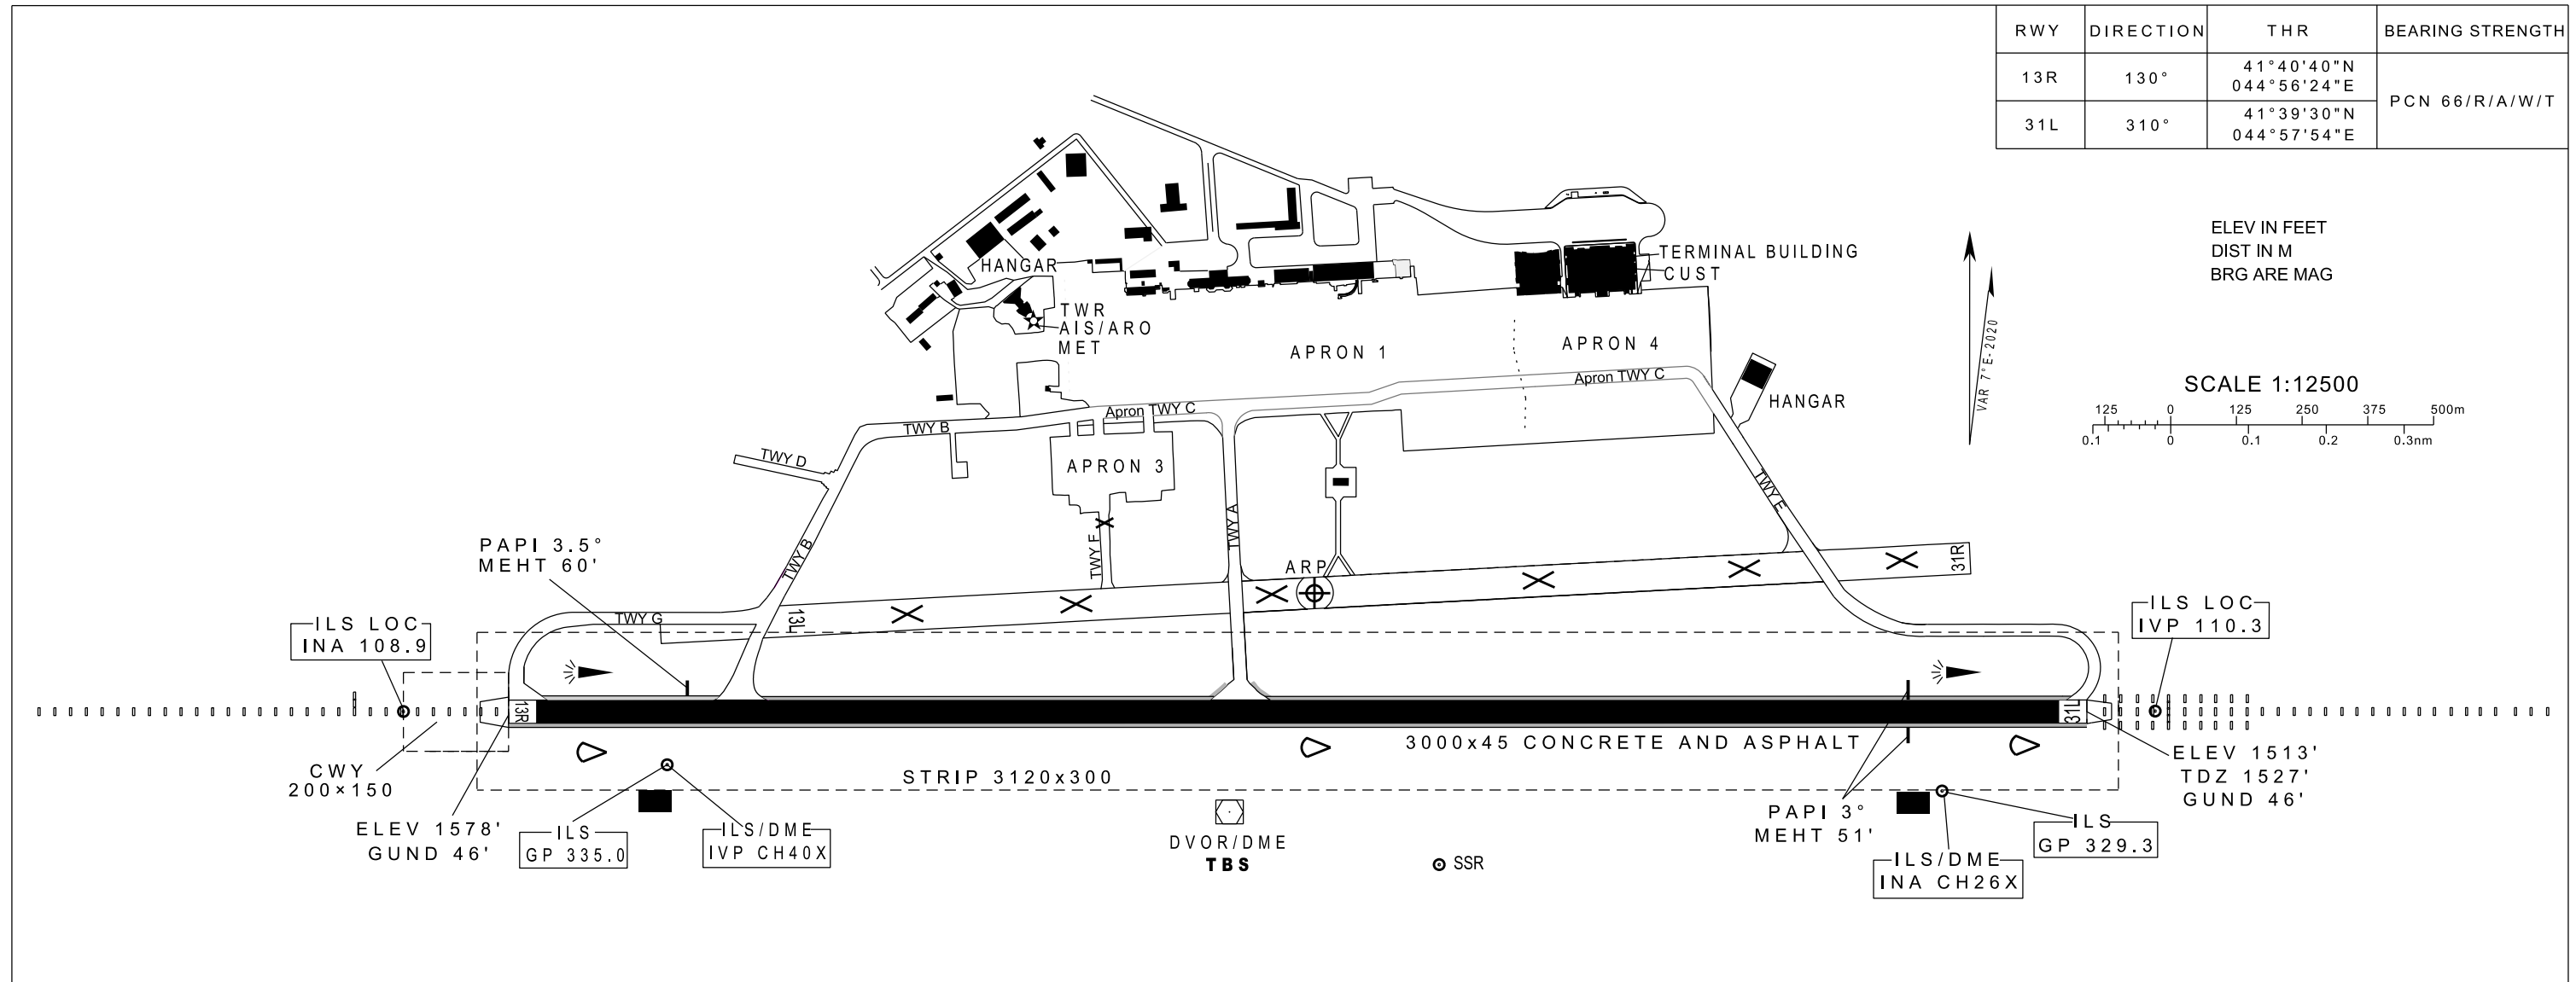 RWY DIRECTION THR BEARING STRENGTH
13R 130° 41°40'40"N
044°56'24"E
PCN 66/R/A/W/T
31L 310° 41°39'30"N
044°57'54"E
ELEV IN FEET
DIST IN M
BRG ARE MAG
VAR 7°E-2020
SCALE 1:12500
125 0 125 250 375 500m
0.1 0 0.1 0.2 0.3nm
HANGAR
TWR
AIS/ARO
MET
TERMINAL BUILDING
CUST
APRON 1
APRON 4
Apron TWY C
HANGAR
Apron TWY C
TWY B
TWY D
APRON 3
TWY E
TWY A
TWY F
TWY B
PAPI 3.5°
MEHT 60'
ARP
31R
13L
TWY G
ILS LOC
INA 108.9
ILS LOC
IVP 110.3
13R
31L
3000x45 CONCRETE AND ASPHALT
STRIP 3120x300
CWY
200×150
ELEV 1578'
GUND 46'
ILS
GP 335.0
ILS/DME
IVP CH40X
DVOR/DME
TBS
SSR
PAPI 3°
MEHT 51'
ELEV 1513'
TDZ 1527'
GUND 46'
ILS
GP 329.3
ILS/DME
INA CH26X